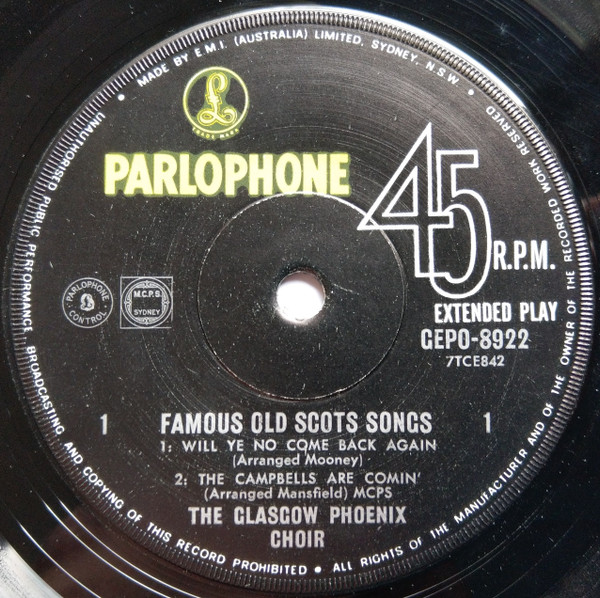 MADE BY E.M.I. (AUSTRALIA) LIMITED, SYDNEY, N.S.W. •
UNAUTHORISED PUBLIC PERFORMANCE, BROADCASTING AND COPYING OF THIS RECORD PROHIBITED • ALL RIGHTS OF THE MANUFACTURER AND OF THE OWNER OF THE RECORDED WORK RESERVED •
£
TRADE MARK
PARLOPHONE
45
R.P.M.
EXTENDED PLAY
GEPO-8922
7TCE842
PARLOPHONE
£
CONTROL
M.C.P.S.
SYDNEY
1 FAMOUS OLD SCOTS SONGS 1
1: WILL YE NO COME BACK AGAIN
(Arranged Mooney)
2: THE CAMPBELLS ARE COMIN'
(Arranged Mansfield) MCPS
THE GLASGOW PHOENIX
CHOIR